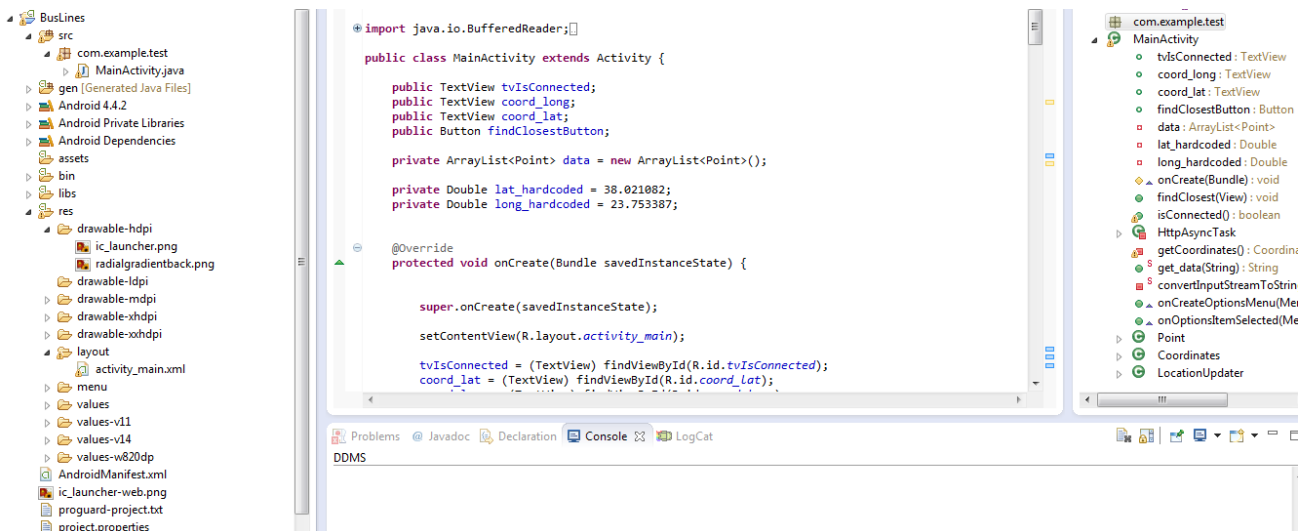 BusLines
src
com.example.test
MainActivity.java
gen [Generated Java Files]
Android 4.4.2
Android Private Libraries
Android Dependencies
assets
bin
libs
res
drawable-hdpi
ic_launcher.png
radialgradientback.png
drawable-ldpi
drawable-mdpi
drawable-xhdpi
drawable-xxhdpi
layout
activity_main.xml
menu
values
values-v11
values-v14
values-w820dp
AndroidManifest.xml
ic_launcher-web.png
proguard-project.txt
project.properties
import java.io.BufferedReader;
public class MainActivity extends Activity {
public TextView tvIsConnected;
public TextView coord_long;
public TextView coord_lat;
public Button findClosestButton;
private ArrayList<Point> data = new ArrayList<Point>();
private Double lat_hardcoded = 38.021082;
private Double long_hardcoded = 23.753387;
@Override
protected void onCreate(Bundle savedInstanceState) {
super.onCreate(savedInstanceState);
setContentView(R.layout.activity_main);
tvIsConnected = (TextView) findViewById(R.id.tvIsConnected);
coord_lat = (TextView) findViewById(R.id.coord_lat);
Problems @ Javadoc Declaration Console LogCat
DDMS
com.example.test
MainActivity
tvIsConnected : TextView
coord_long : TextView
coord_lat : TextView
findClosestButton : Button
data : ArrayList<Point>
lat_hardcoded : Double
long_hardcoded : Double
onCreate(Bundle) : void
findClosest(View) : void
isConnected() : boolean
HttpAsyncTask
getCoordinates() : Coordina
S get_data(String) : String
S convertInputStreamToString
onCreateOptionsMenu(Me
onOptionsItemSelected(Me
Point
Coordinates
LocationUpdater